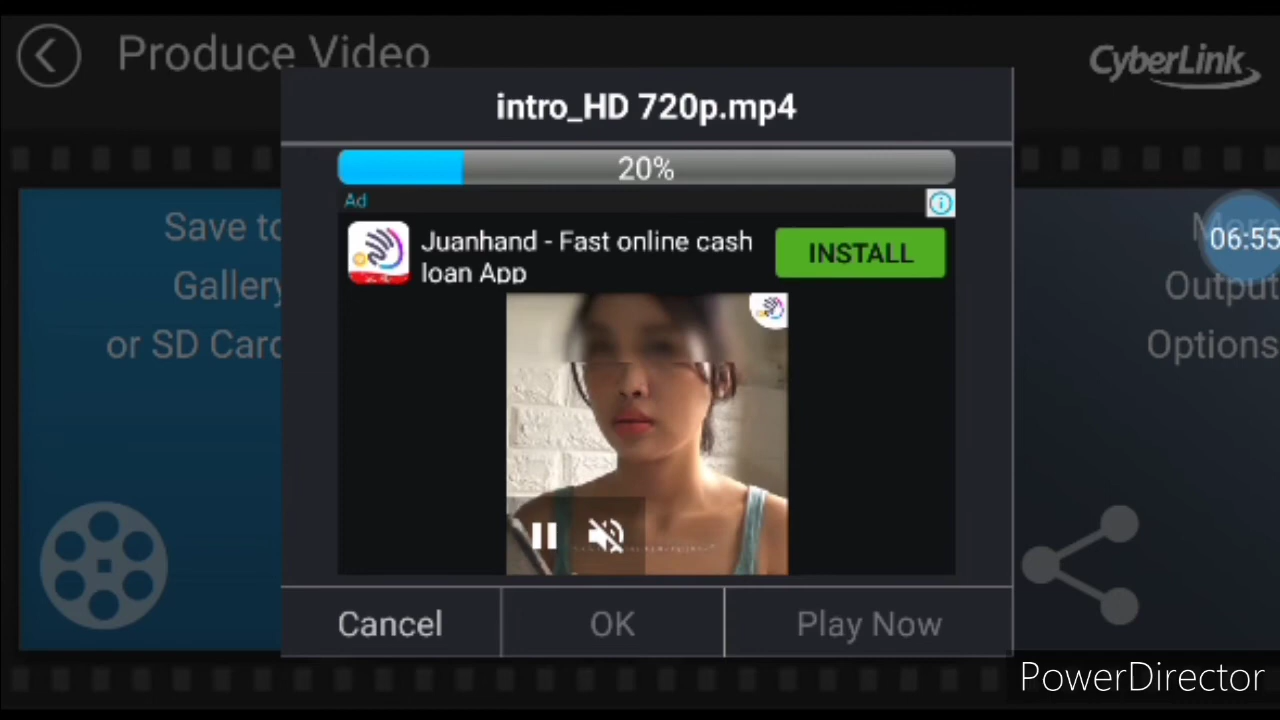 Produce Video
CyberLink
intro_HD 720p.mp4
20%
Ad
Juanhand - Fast online cash
loan App
INSTALL
Save to
Gallery
or SD Card
More
Output
Options
06:55
Cancel
OK
Play Now
PowerDirector